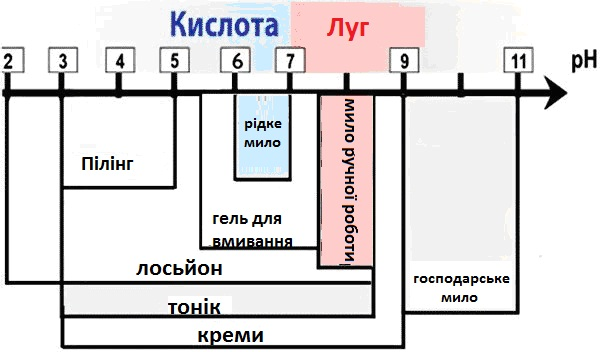 Кислота Луг
2 3 4 5 6 7 9 11 pH
рідке
мило
мило ручної роботи
Пілінг
гель для
вмивання
лосьйон
господарське
мило
тонік
креми